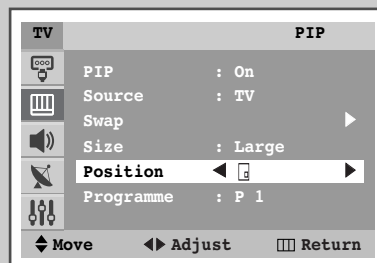 TV PIP
PIP : On
Source : TV
Swap
Size : Large
Position
Programme : P 1
Move Adjust Return